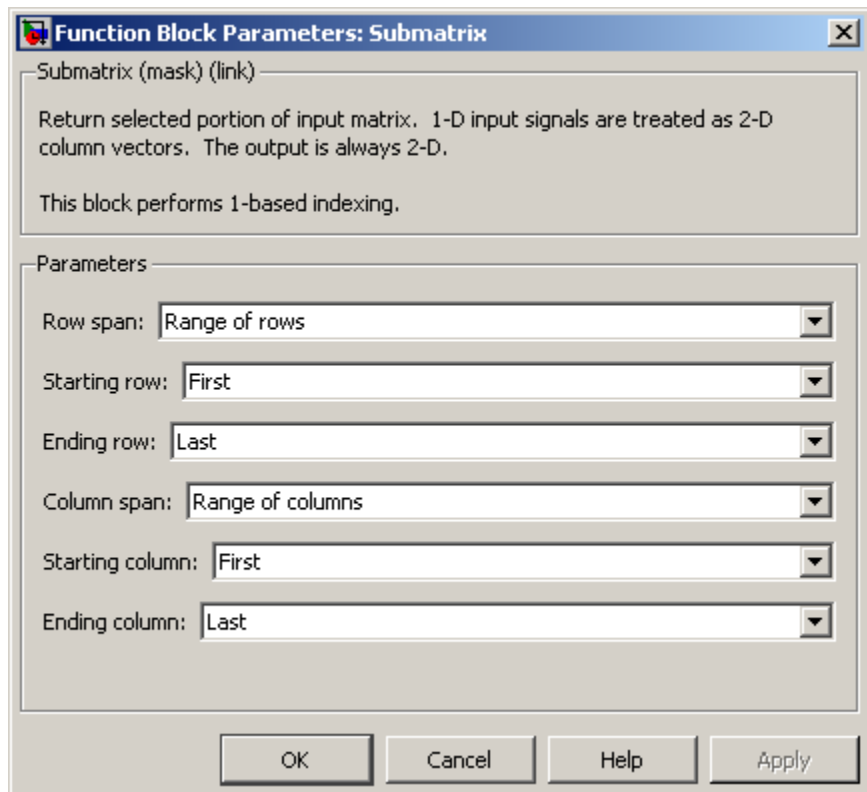 Function Block Parameters: Submatrix
Submatrix (mask) (link)
Return selected portion of input matrix.  1-D input signals are treated as 2-D
column vectors.  The output is always 2-D.
This block performs 1-based indexing.
Parameters
Row span: Range of rows
Starting row: First
Ending row: Last
Column span: Range of columns
Starting column: First
Ending column: Last
OK Cancel Help Apply